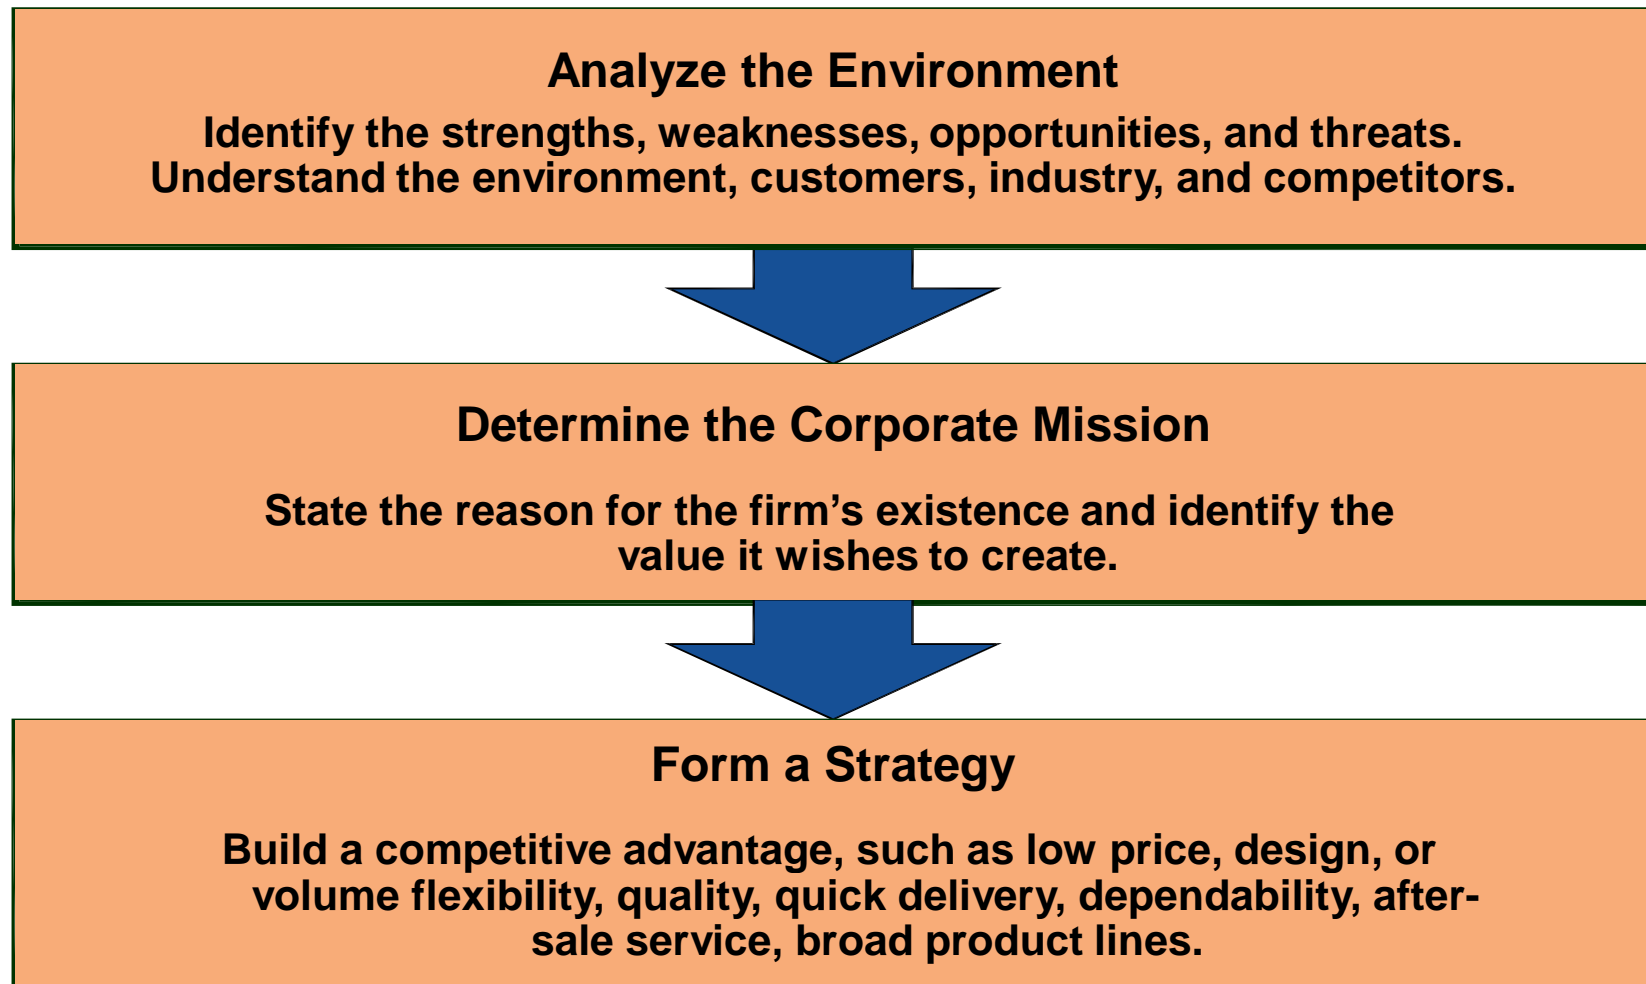 Analyze the Environment
Identify the strengths, weaknesses, opportunities, and threats.
Understand the environment, customers, industry, and competitors.
Determine the Corporate Mission
State the reason for the firm’s existence and identify the
value it wishes to create.
Form a Strategy
Build a competitive advantage, such as low price, design, or
volume flexibility, quality, quick delivery, dependability, after-
sale service, broad product lines.